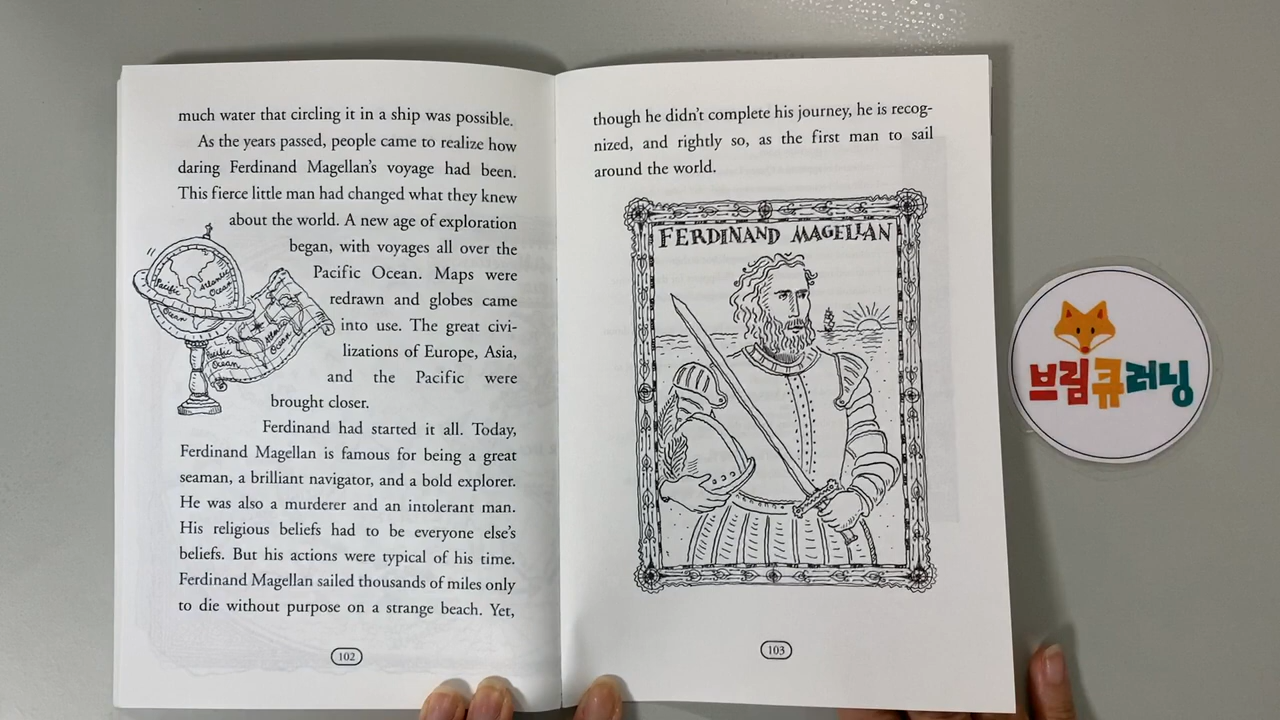 much water that circling it in a ship was possible.
As the years passed, people came to realize how
daring Ferdinand Magellan's voyage had been.
This fierce little man had changed what they knew
about the world. A new age of exploration
began, with voyages all over the
Pacific Ocean. Maps were
redrawn and globes came
into use. The great civi-
lizations of Europe, Asia,
and the Pacific were
brought closer.
Pacific
Ocean
Atlantic
Ocean
Pacific
Ocean
Atlantic
Ocean
Ferdinand had started it all. Today,
Ferdinand Magellan is famous for being a great
seaman, a brilliant navigator, and a bold explorer.
He was also a murderer and an intolerant man.
His religious beliefs had to be everyone else's
beliefs. But his actions were typical of his time.
Ferdinand Magellan sailed thousands of miles only
to die without purpose on a strange beach. Yet,
102
though he didn't complete his journey, he is recog-
nized, and rightly so, as the first man to sail
around the world.
FERDINAND MAGELLAN
103
브림큐러닝